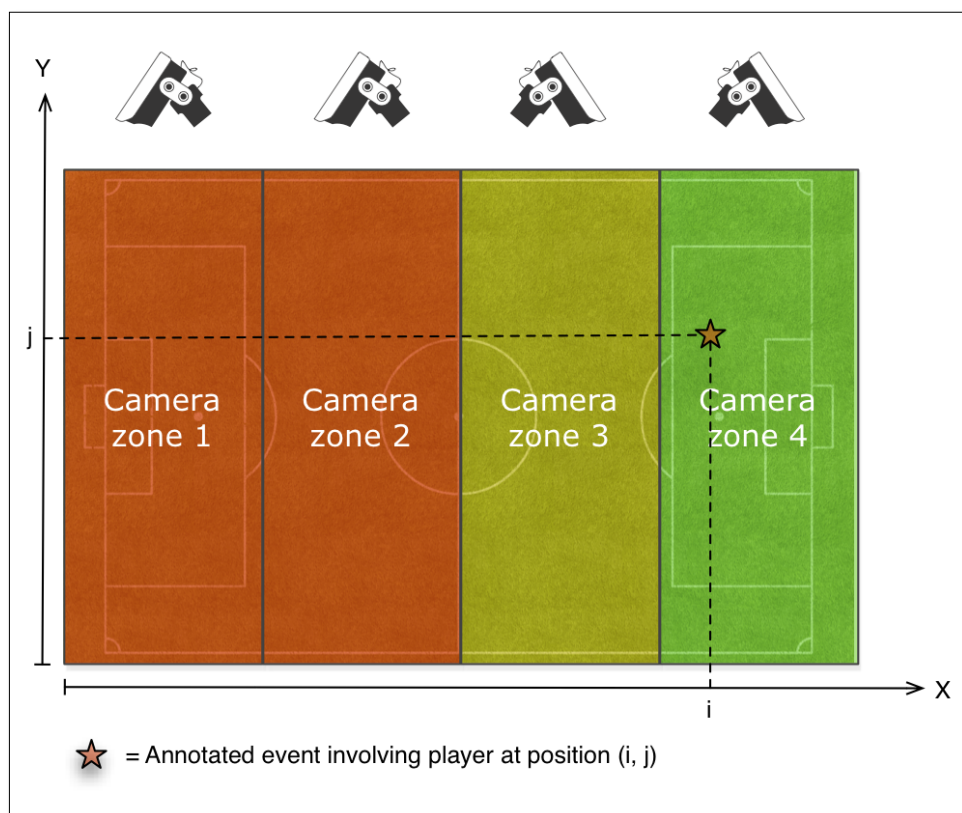 Y
j
Camera
zone 1
Camera
zone 2
Camera
zone 3
Camera
zone 4
X
i
= Annotated event involving player at position (i, j)